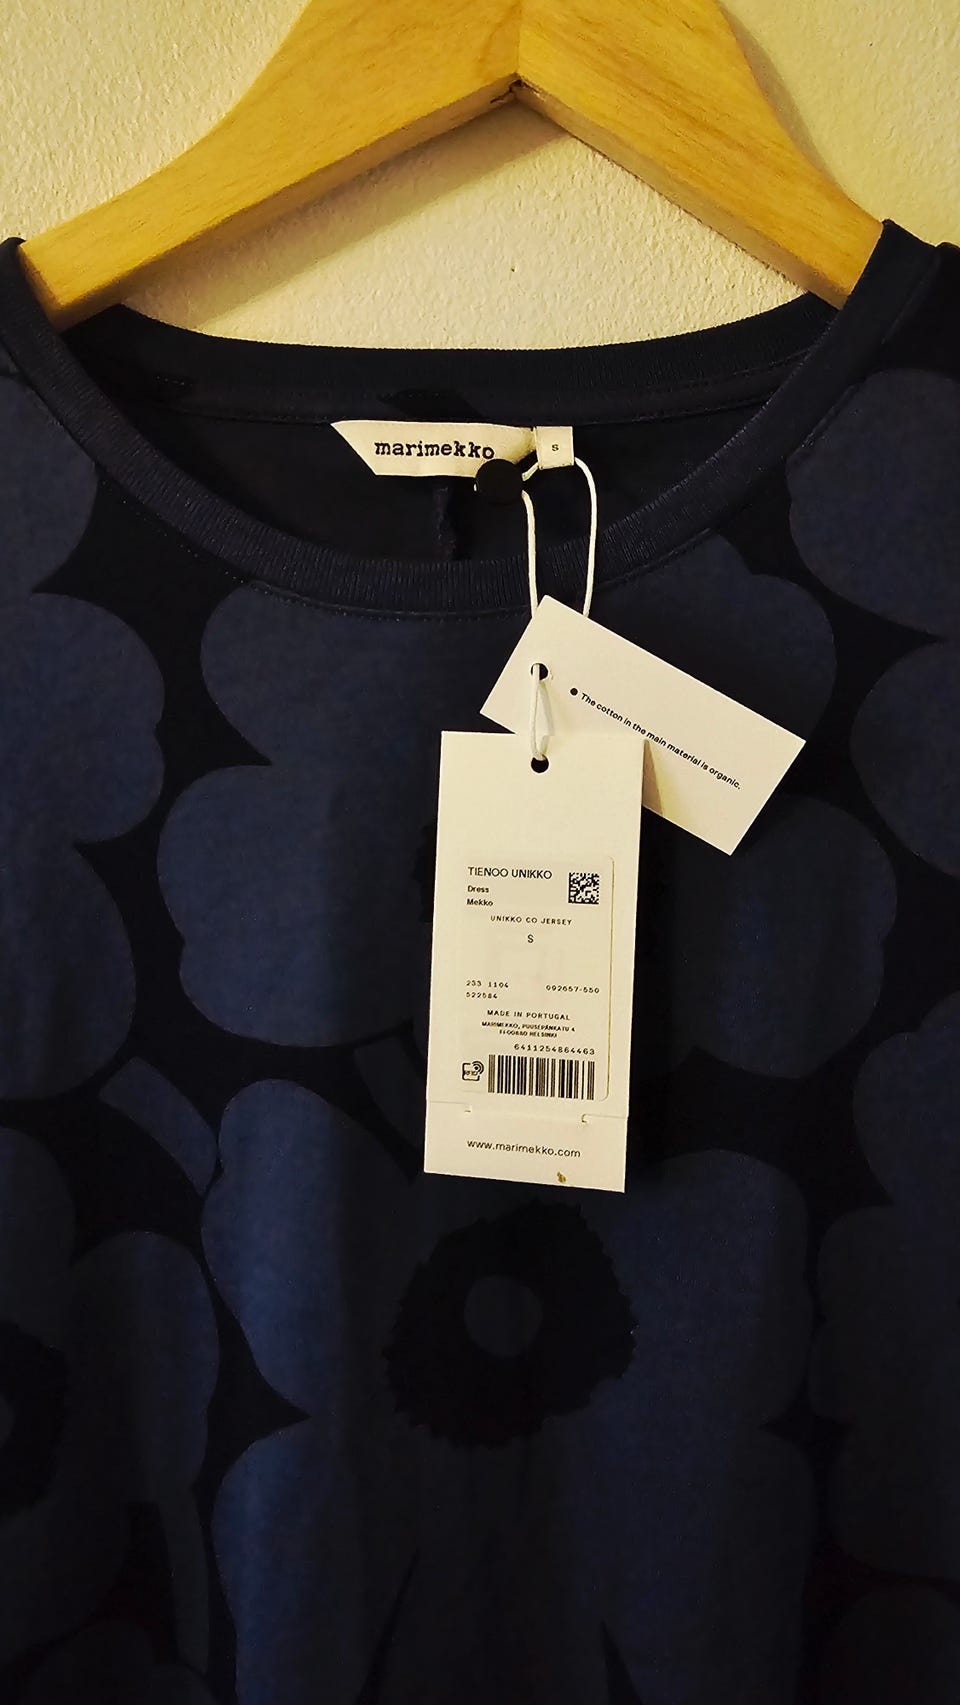 marimekko
S
● The cotton in the main material is organic.
TIENOO UNIKKO
Dress
Mekko
UNIKKO CO JERSEY
S
233 1104 092657-550
522584
MADE IN PORTUGAL
MARIMEKKO, PUUSEPÄNKATU 4
FI-00880 HELSINKI
6411254864463
RFID
www.marimekko.com